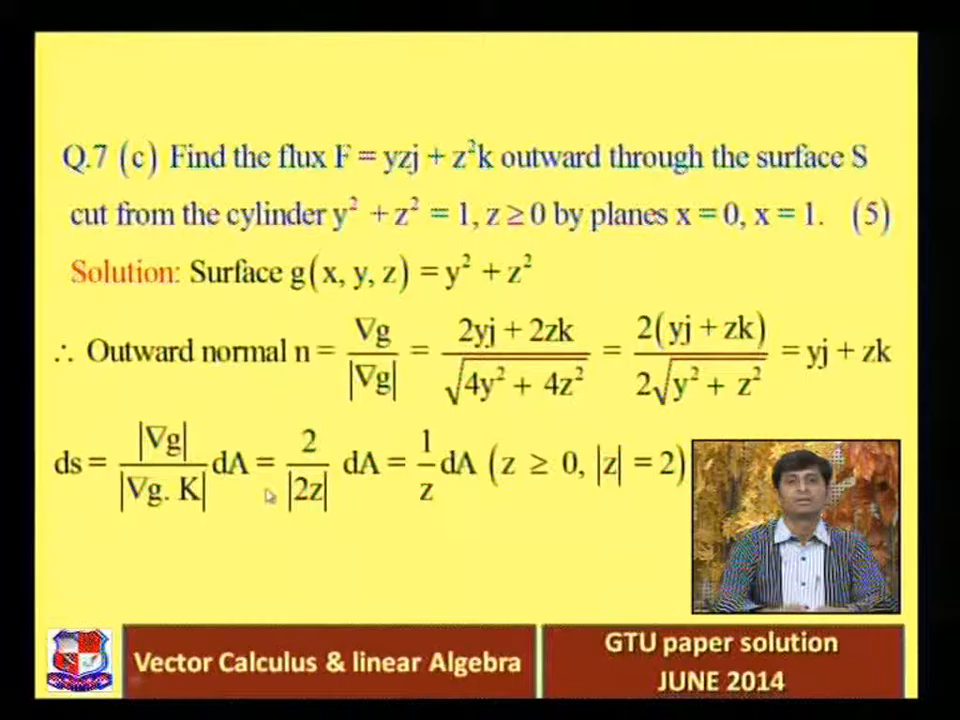 Q.7 (c) Find the flux F = yzj + z²k outward through the surface S
cut from the cylinder y² + z² = 1, z ≥ 0 by planes x = 0, x = 1. (5)
Solution: Surface g(x, y, z) = y² + z²
∴ Outward normal n = ∇g / |∇g| = 2yj + 2zk / √4y² + 4z² = 2(yj + zk) / 2√y² + z² = yj + zk
ds = |∇g| / |∇g. K| dA = 2 / |2z| dA = 1 / z dA (z ≥ 0, |z| = 2)
Vector Calculus & linear Algebra
GTU paper solution
JUNE 2014